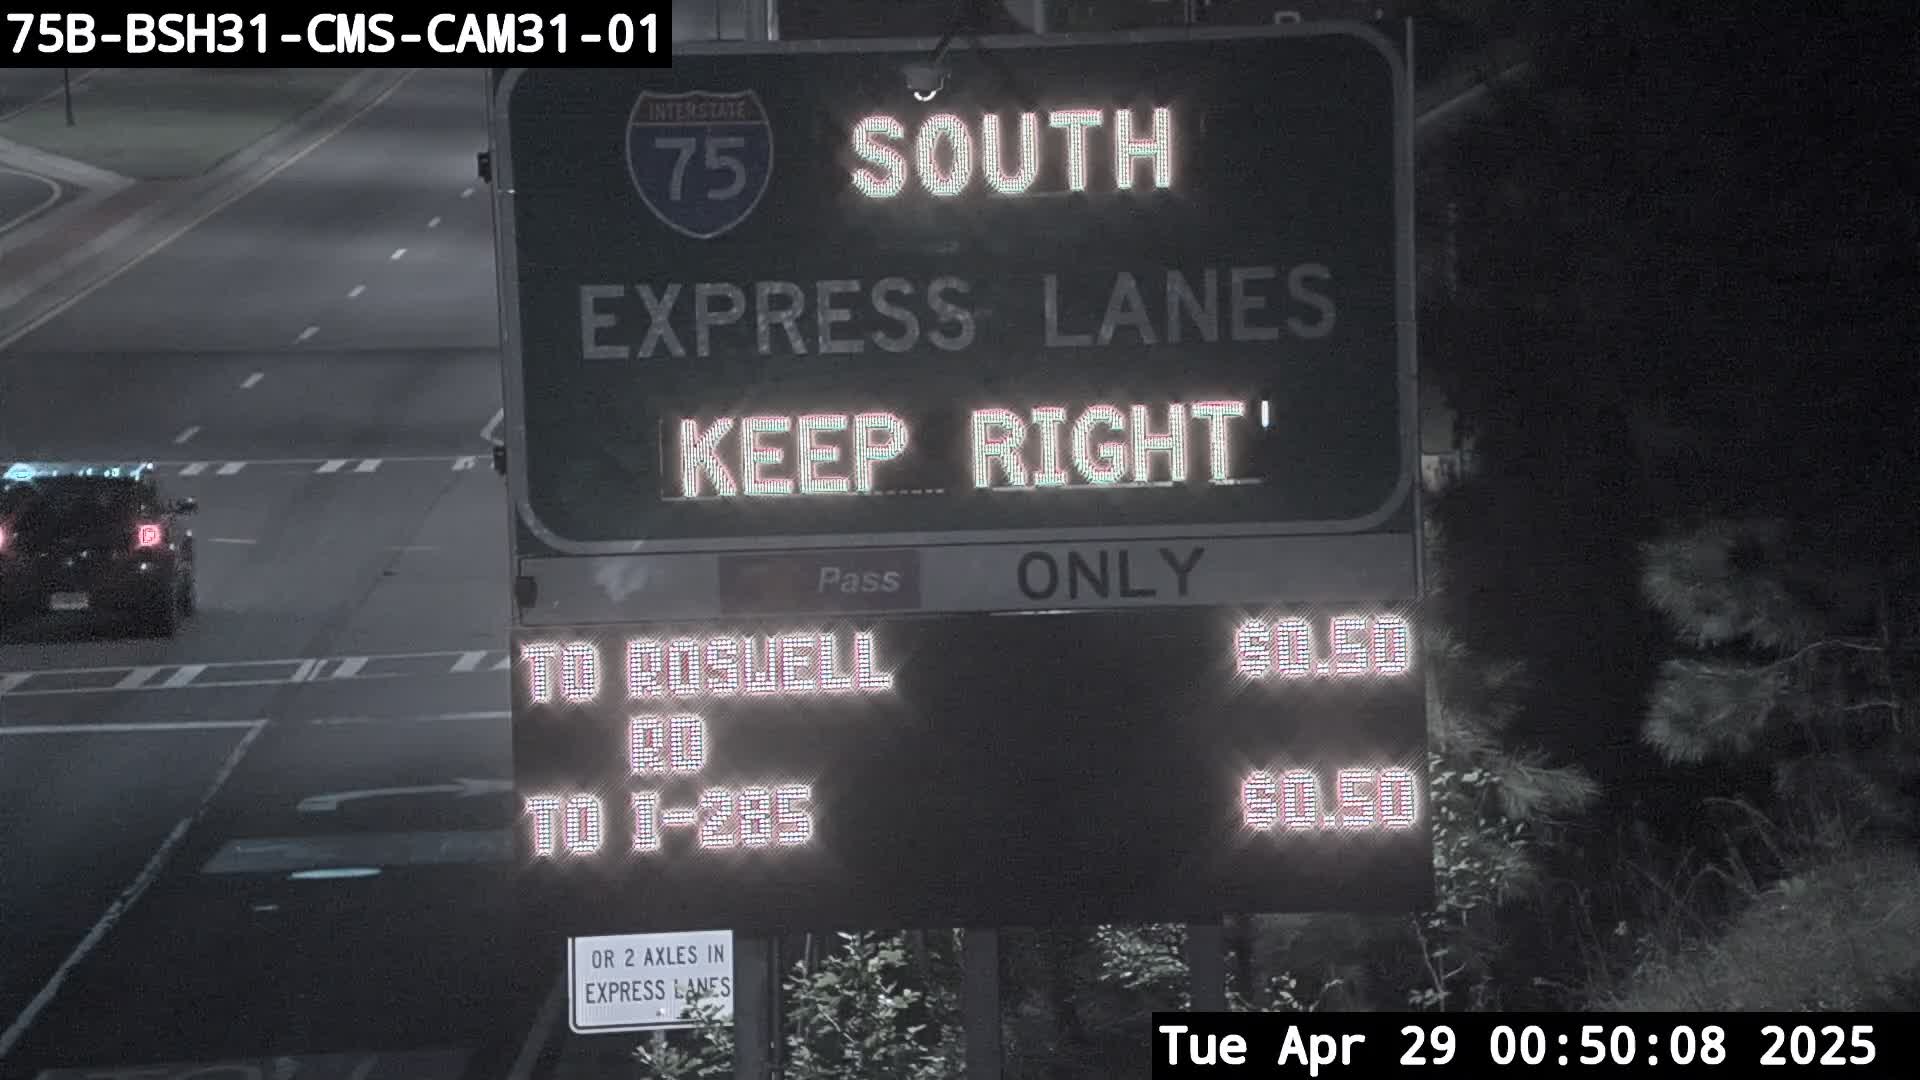 75B-BSH31-CMS-CAM31-01
INTERSTATE
75
SOUTH
EXPRESS LANES
KEEP RIGHT
Pass ONLY
TO ROSWELL $0.50
RD
TO I-285 $0.50
OR 2 AXLES IN
EXPRESS LANES
Tue Apr 29 00:50:08 2025